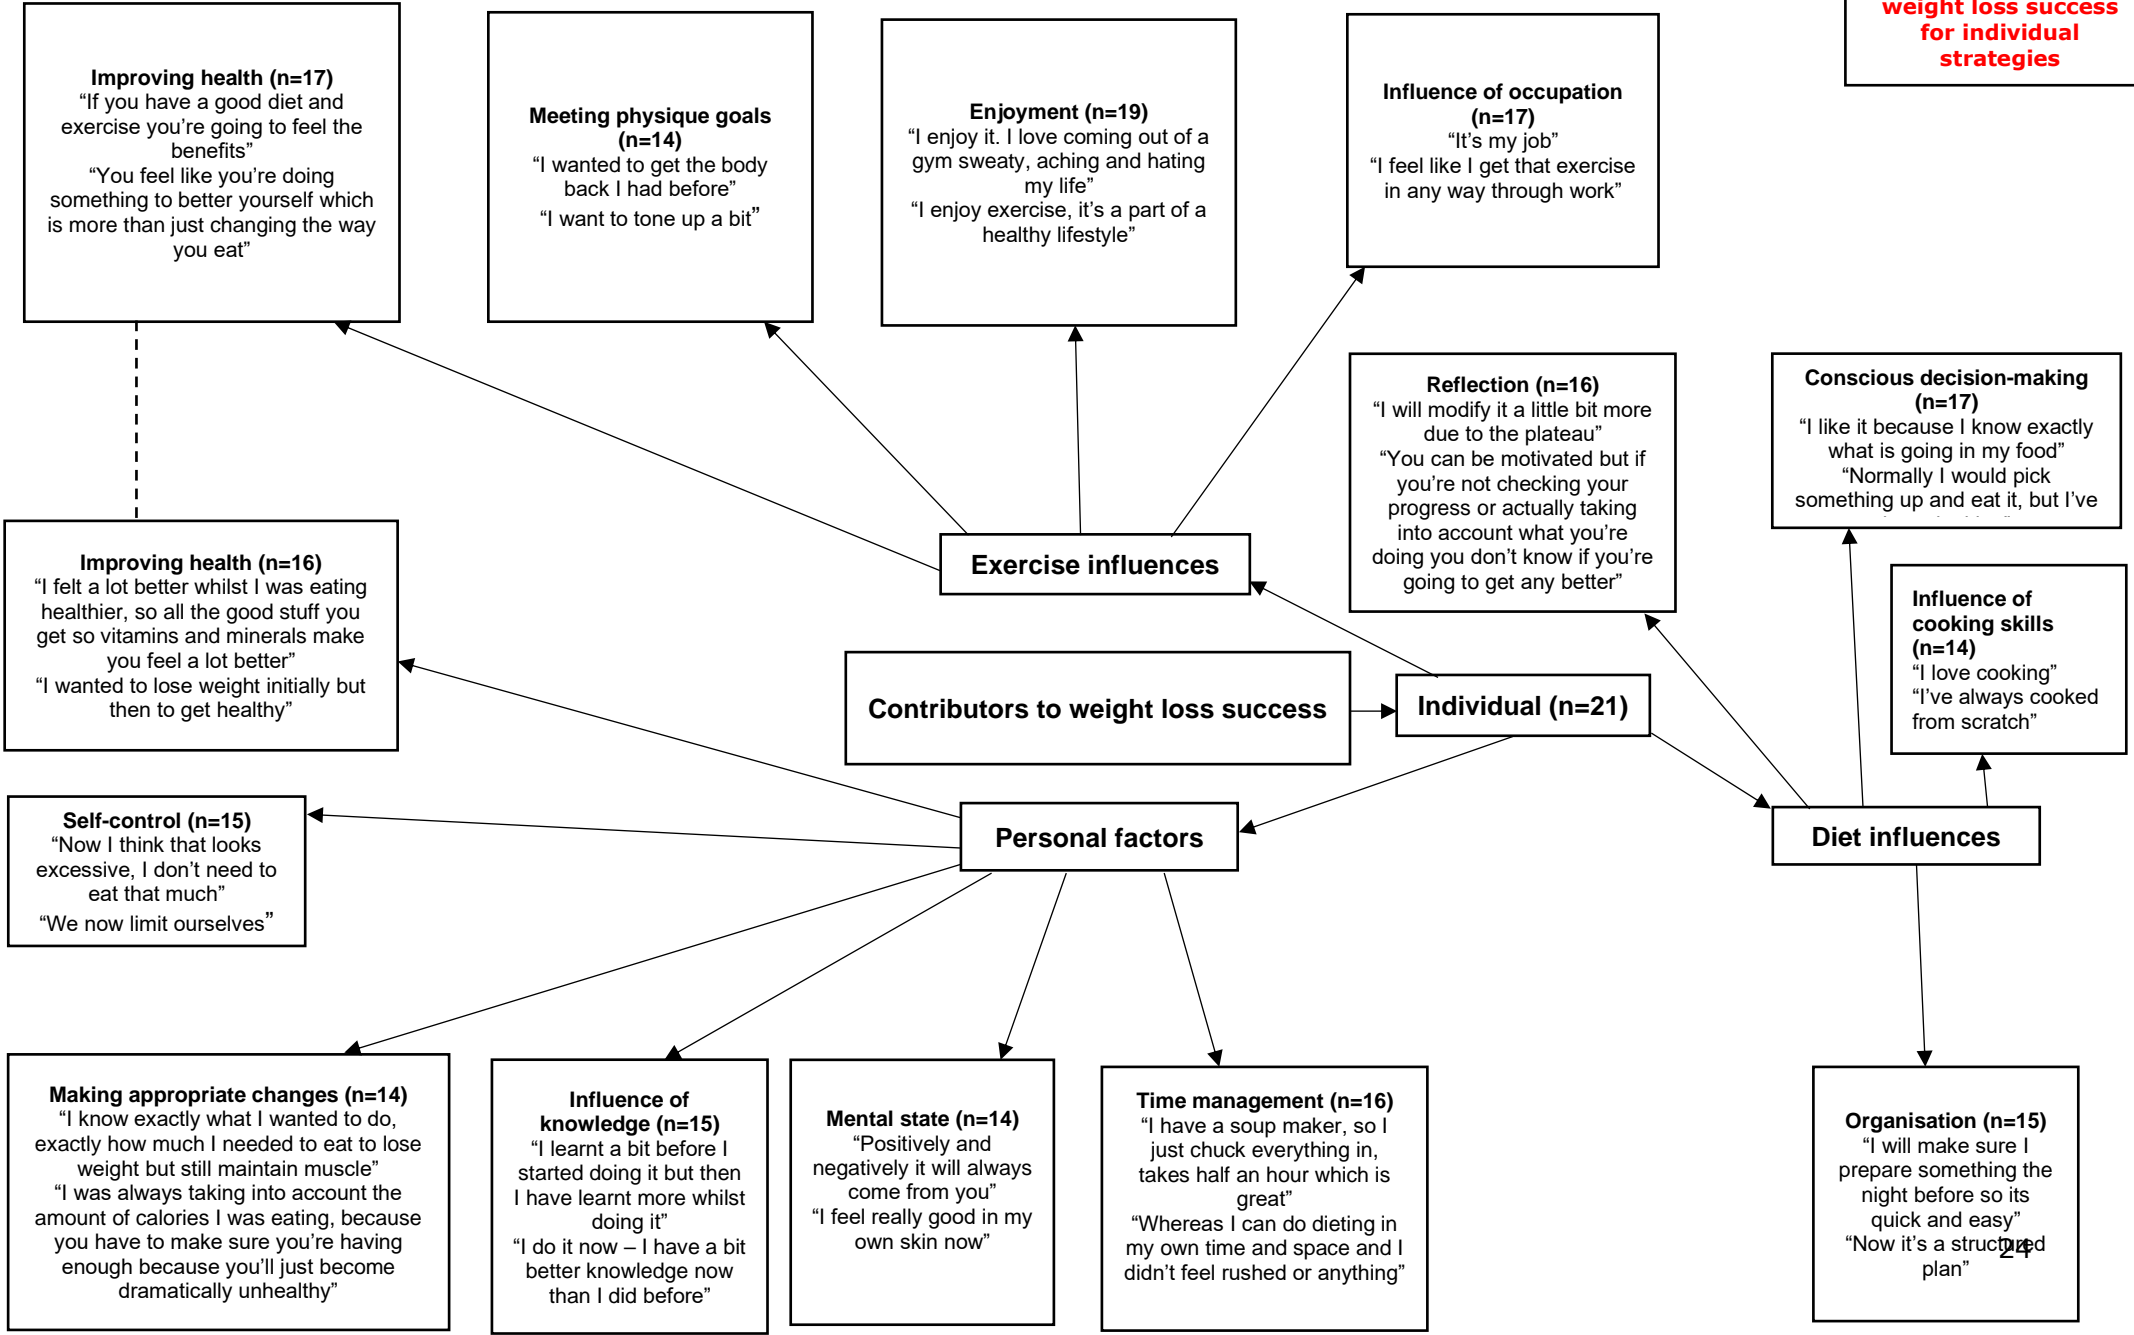 weight loss success
for individual
strategies
Improving health (n=17)
“If you have a good diet and
exercise you’re going to feel the
benefits”
“You feel like you’re doing
something to better yourself which
is more than just changing the way
you eat”
Meeting physique goals
(n=14)
“I wanted to get the body
back I had before”
“I want to tone up a bit”
Enjoyment (n=19)
“I enjoy it. I love coming out of a
gym sweaty, aching and hating
my life”
“I enjoy exercise, it’s a part of a
healthy lifestyle”
Influence of occupation
(n=17)
“It’s my job”
“I feel like I get that exercise
in any way through work”
Reflection (n=16)
“I will modify it a little bit more
due to the plateau”
“You can be motivated but if
you’re not checking your
progress or actually taking
into account what you’re
doing you don’t know if you’re
going to get any better”
Conscious decision-making
(n=17)
“I like it because I know exactly
what is going in my food”
“Normally I would pick
something up and eat it, but I’ve
Exercise influences
Improving health (n=16)
“I felt a lot better whilst I was eating
healthier, so all the good stuff you
get so vitamins and minerals make
you feel a lot better”
“I wanted to lose weight initially but
then to get healthy”
Influence of
cooking skills
(n=14)
“I love cooking”
“I’ve always cooked
from scratch”
Contributors to weight loss success
Individual (n=21)
Self-control (n=15)
“Now I think that looks
excessive, I don’t need to
eat that much”
“We now limit ourselves”
Personal factors
Diet influences
Making appropriate changes (n=14)
“I know exactly what I wanted to do,
exactly how much I needed to eat to lose
weight but still maintain muscle”
“I was always taking into account the
amount of calories I was eating, because
you have to make sure you’re having
enough because you’ll just become
dramatically unhealthy”
Influence of
knowledge (n=15)
“I learnt a bit before I
started doing it but then
I have learnt more whilst
doing it”
“I do it now – I have a bit
better knowledge now
than I did before”
Mental state (n=14)
“Positively and
negatively it will always
come from you”
“I feel really good in my
own skin now”
Time management (n=16)
“I have a soup maker, so I
just chuck everything in,
takes half an hour which is
great”
“Whereas I can do dieting in
my own time and space and I
didn’t feel rushed or anything”
Organisation (n=15)
“I will make sure I
prepare something the
night before so its
quick and easy”
“Now it’s a structured
plan”
24